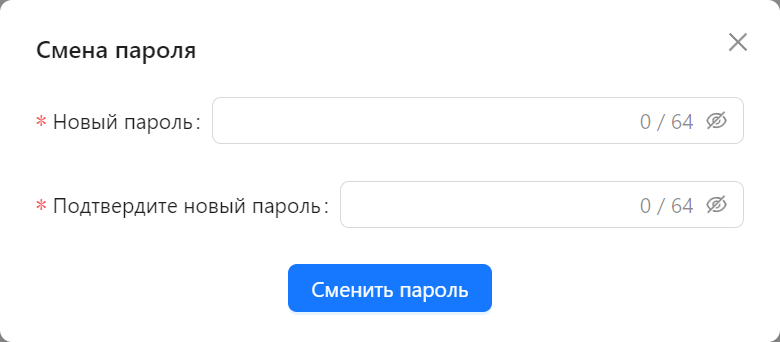 Смена пароля
* Новый пароль: 0 / 64
* Подтвердите новый пароль: 0 / 64
Сменить пароль